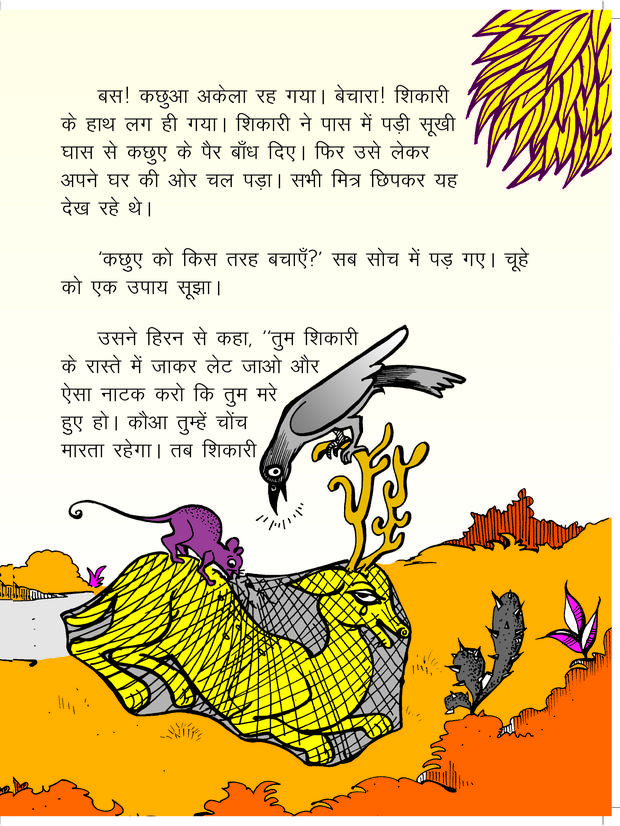 बस! कछुआ अकेला रह गया। बेचारा! शिकारी
के हाथ लग ही गया। शिकारी ने पास में पड़ी सूखी
घास से कछुए के पैर बाँध दिए। फिर उसे लेकर
अपने घर की ओर चल पड़ा। सभी मित्र छिपकर यह
देख रहे थे।
'कछुए को किस तरह बचाएँ?' सब सोच में पड़ गए। चूहे
को एक उपाय सूझा।
उसने हिरन से कहा, ''तुम शिकारी
के रास्ते में जाकर लेट जाओ और
ऐसा नाटक करो कि तुम मरे
हुए हो। कौआ तुम्हें चोंच
मारता रहेगा। तब शिकारी